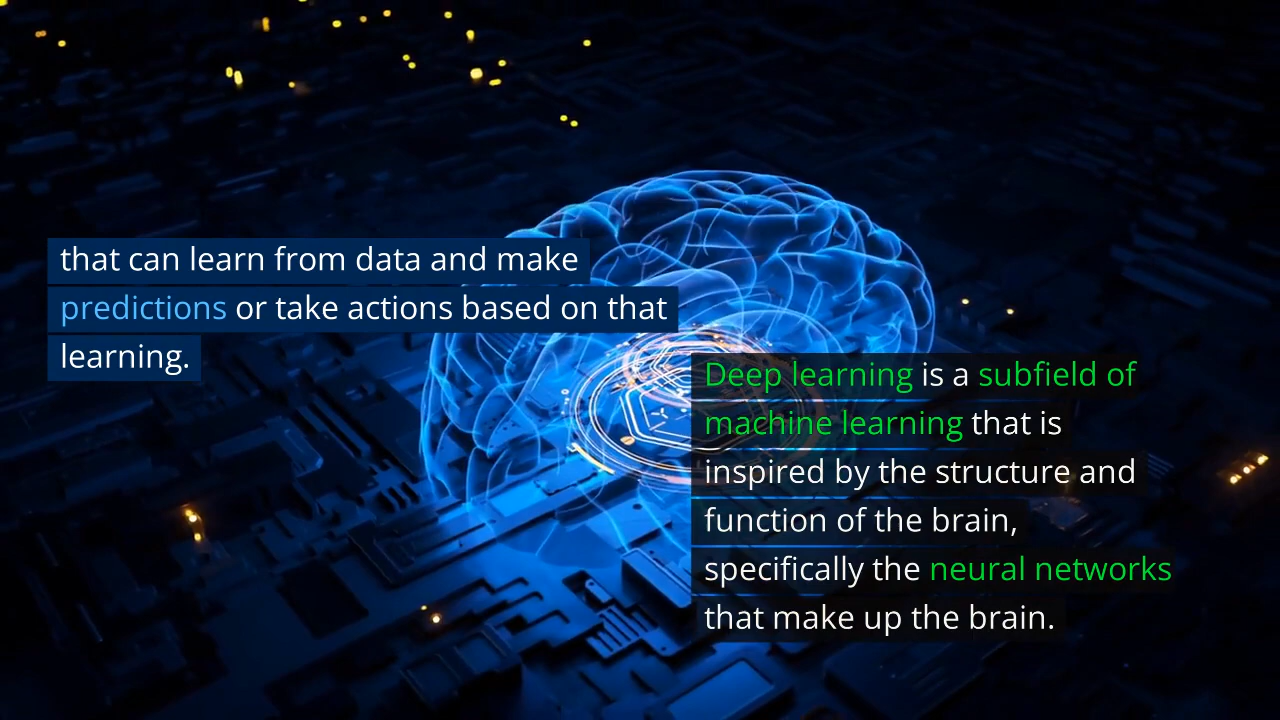 that can learn from data and make
predictions or take actions based on that
learning.
Deep learning is a subfield of
machine learning that is
inspired by the structure and
function of the brain,
specifically the neural networks
that make up the brain.